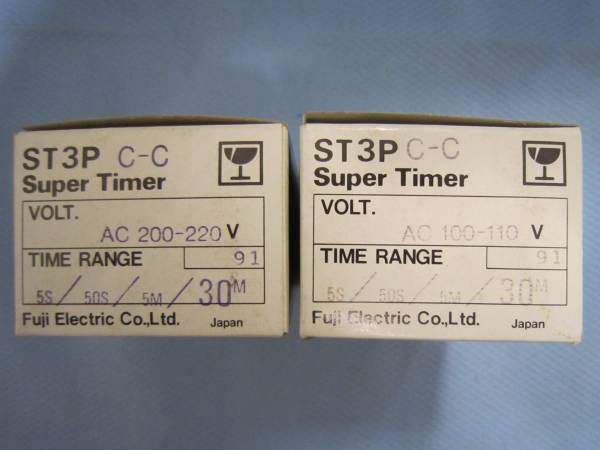 ST3P C-C
Super Timer
VOLT.
AC 200-220 V
TIME RANGE 91
5S/50S/5M/30M
Fuji Electric Co.,Ltd. Japan
ST3P C-C
Super Timer
VOLT.
AC 100-110 V
TIME RANGE 91
5S/50S/5M/30M
Fuji Electric Co.,Ltd. Japan